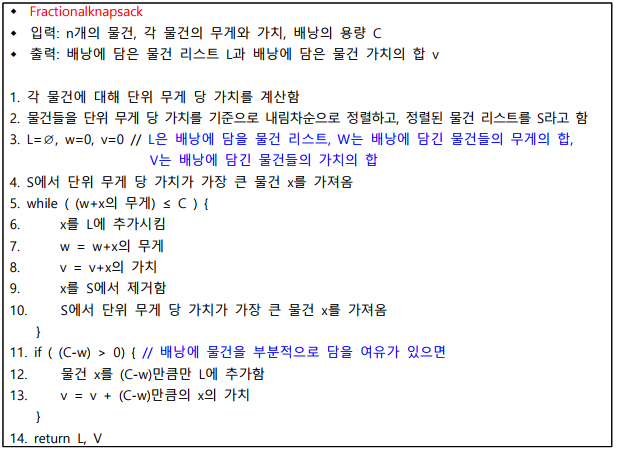 ◆ Fractionalknapsack
◆ 입력: n개의 물건, 각 물건의 무게와 가치, 배낭의 용량 C
◆ 출력: 배낭에 담은 물건 리스트 L과 배낭에 담은 물건 가치의 합 v
1. 각 물건에 대해 단위 무게 당 가치를 계산함
2. 물건들을 단위 무게 당 가치를 기준으로 내림차순으로 정렬하고, 정렬된 물건 리스트를 S라고 함
3. L=∅, w=0, v=0 // L은 배낭에 담을 물건 리스트, W는 배낭에 담긴 물건들의 무게의 합,
V는 배낭에 담긴 물건들의 가치의 합
4. S에서 단위 무게 당 가치가 가장 큰 물건 x를 가져옴
5. while ( (w+x의 무게) ≤ C ) {
6. x를 L에 추가시킴
7. w = w+x의 무게
8. v = v+x의 가치
9. x를 S에서 제거함
10. S에서 단위 무게 당 가치가 가장 큰 물건 x를 가져옴
}
11. if ( (C-w) > 0) { // 배낭에 물건을 부분적으로 담을 여유가 있으면
12. 물건 x를 (C-w)만큼만 L에 추가함
13. v = v + (C-w)만큼의 x의 가치
}
14. return L, V